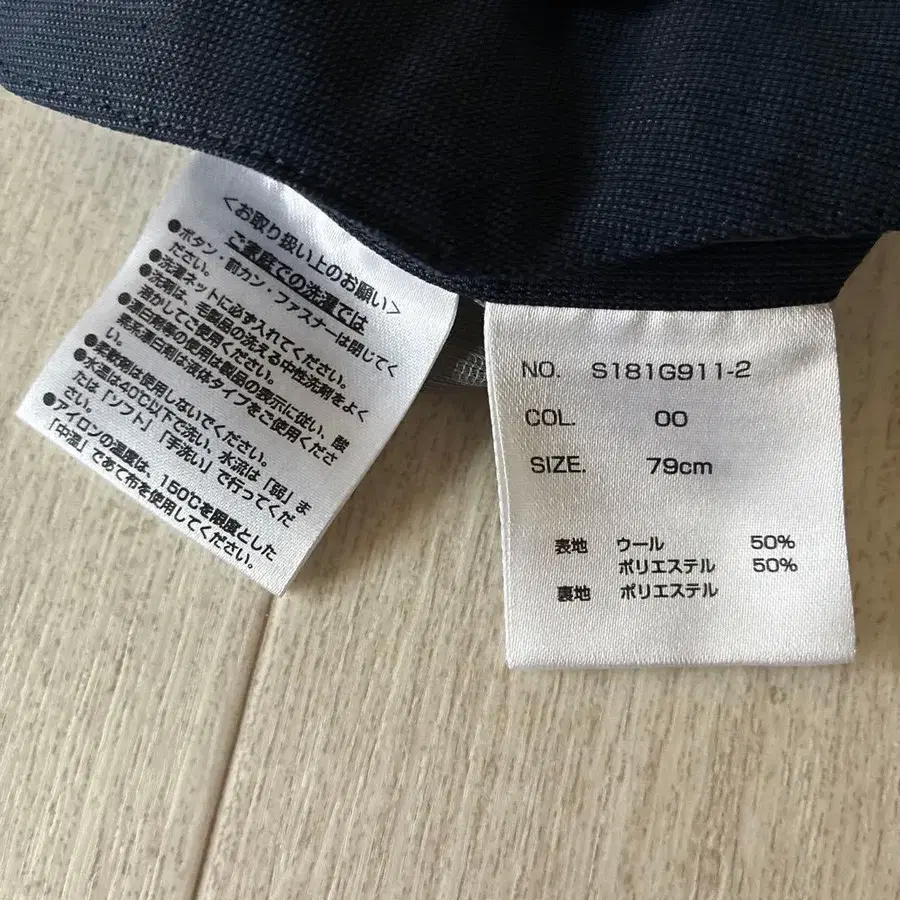 <お取り扱い上のお願い>
ご家庭での洗濯では
●ボタン・前カン・ファスナーは閉じてく
ださい。
●洗濯ネットに必ず入れてください。
●洗剤は、毛製品の洗える中性洗剤をよく
溶かしてご使用ください。
●漂白剤等の使用は製品の表示に従い、酸
素系漂白剤は液体タイプをご使用くださ
い。
●柔軟剤は使用しないでください。
●水温は40℃以下で洗い、水流は「弱」ま
たは「ソフト」「手洗い」で行ってくだ
さい。
●アイロンの温度は、150℃を限度とした
「中温」であて布を使用してください。
NO. S181G911-2
COL. 00
SIZE. 79cm
表地 ウール 50%
ポリエステル 50%
裏地 ポリエステル